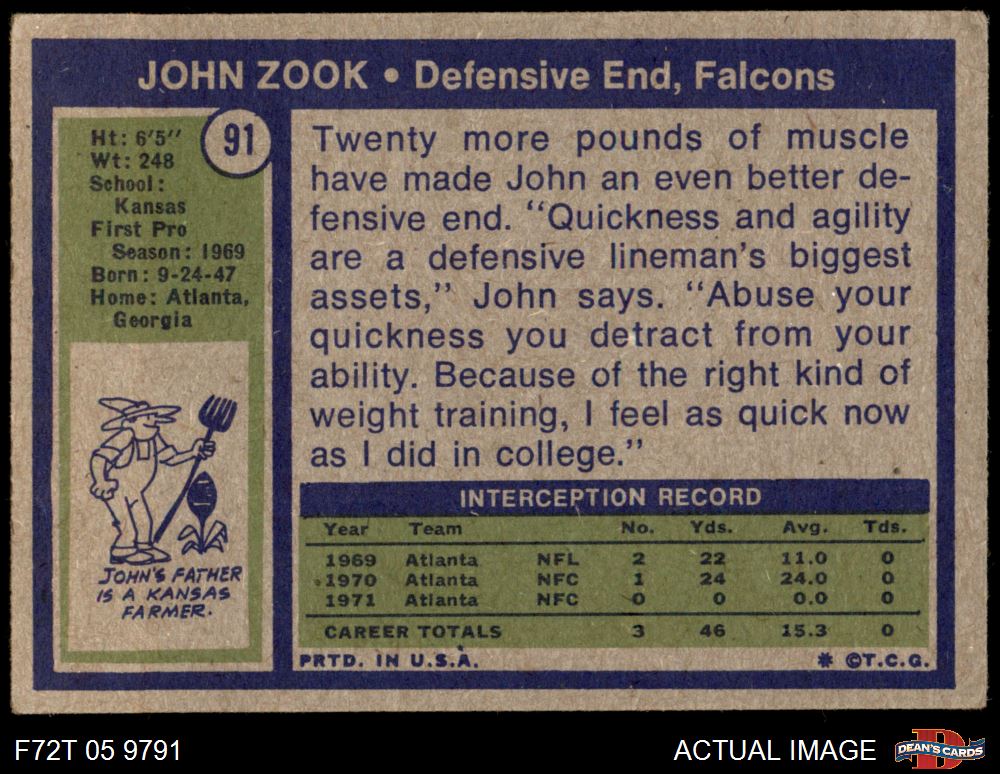 JOHN ZOOK • Defensive End, Falcons
91
Ht: 6'5''
Wt: 248
School:
Kansas
First Pro
Season: 1969
Born: 9-24-47
Home: Atlanta,
Georgia
JOHN'S FATHER
IS A KANSAS
FARMER.
Twenty more pounds of muscle
have made John an even better de-
fensive end. “Quickness and agility
are a defensive lineman’s biggest
assets,” John says. “Abuse your
quickness you detract from your
ability. Because of the right kind of
weight training, I feel as quick now
as I did in college.”
INTERCEPTION RECORD
Year Team No. Yds. Avg. Tds.
1969 Atlanta NFL 2 22 11.0 0
1970 Atlanta NFC 1 24 24.0 0
1971 Atlanta NFC 0 0 0.0 0
CAREER TOTALS 3 46 15.3 0
PRTD. IN U.S.A. * ©T.C.G.
F72T 05 9791 ACTUAL IMAGE D DEAN'S CARDS